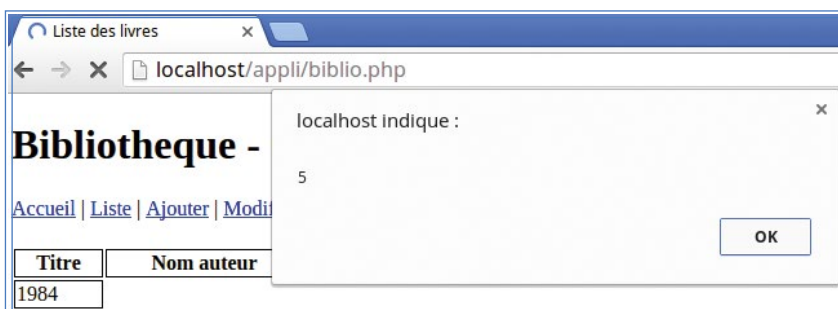 Liste des livres
localhost/appli/biblio.php
localhost indique :
Bibliotheque -
5
Accueil | Liste | Ajouter |
OK
Titre Nom auteur
1984